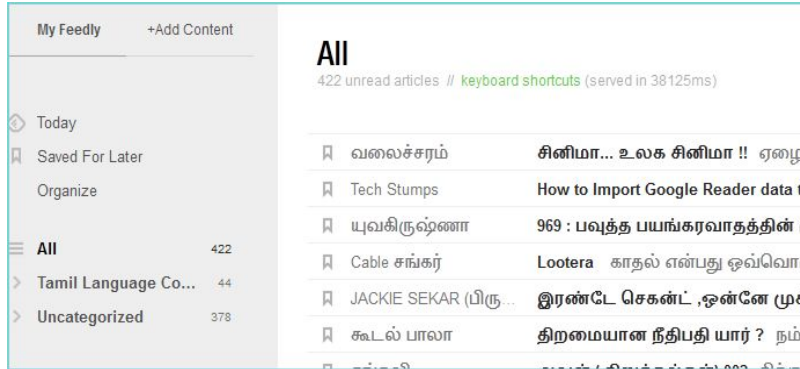 My Feedly +Add Content
Today
Saved For Later
Organize
All 422
Tamil Language Co... 44
Uncategorized 378
All
422 unread articles // keyboard shortcuts (served in 38125ms)
வலைச்சரம் சினிமா... உலக சினிமா !! ஏழை
Tech Stumps How to Import Google Reader data
யுவகிருஷ்ணா 969 : பவுத்த பயங்கரவாதத்தின்
Cable சங்கர் Lootera காதல் என்பது ஒவ்வொ
JACKIE SEKAR (பிரு... இரண்டே செகன்ட் ,ஒன்னே முக
கூடல் பாலா திறமையான நீதிபதி யார் ? நம்